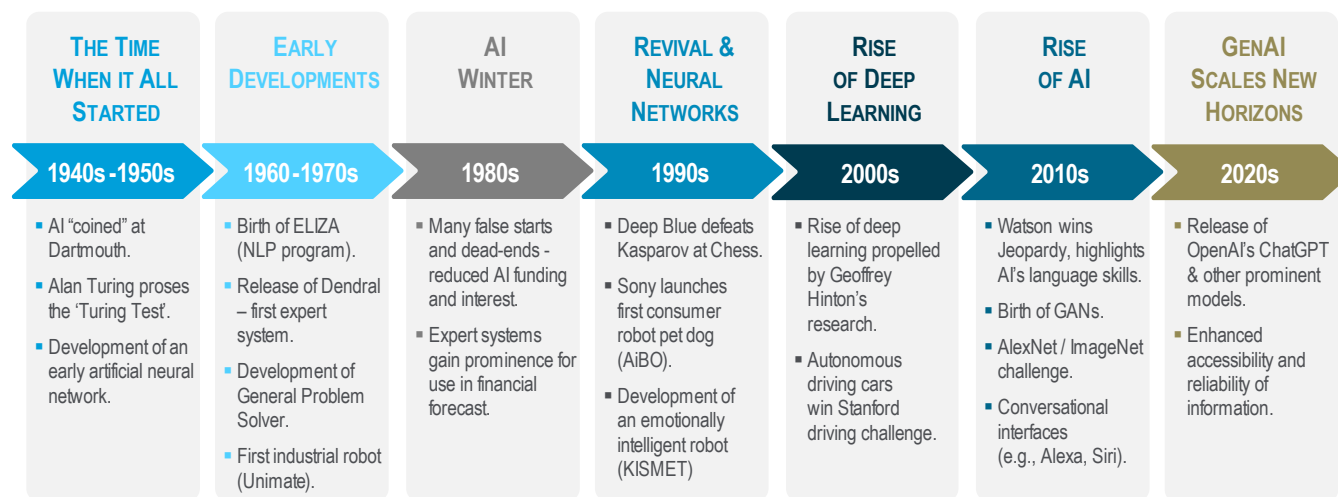 THE TIME
WHEN IT ALL
STARTED
1940s -1950s
▪ AI “coined” at
Dartmouth.
▪ Alan Turing proses
the ‘Turing Test’.
▪ Development of an
early artificial neural
network.
EARLY
DEVELOPMENTS
1960 -1970s
▪ Birth of ELIZA
(NLP program).
▪ Release of Dendral
– first expert
system.
▪ Development of
General Problem
Solver.
▪ First industrial robot
(Unimate).
AI
WINTER
1980s
▪ Many false starts
and dead-ends -
reduced AI funding
and interest.
▪ Expert systems
gain prominence for
use in financial
forecast.
REVIVAL &
NEURAL
NETWORKS
1990s
▪ Deep Blue defeats
Kasparov at Chess.
▪ Sony launches
first consumer
robot pet dog
(AiBO).
▪ Development of
an emotionally
intelligent robot
(KISMET)
RISE
OF DEEP
LEARNING
2000s
▪ Rise of deep
learning propelled
by Geoffrey
Hinton’s
research.
▪ Autonomous
driving cars
win Stanford
driving challenge.
RISE
OF AI
2010s
▪ Watson wins
Jeopardy, highlights
AI’s language skills.
▪ Birth of GANs.
▪ AlexNet / ImageNet
challenge.
▪ Conversational
interfaces
(e.g., Alexa, Siri).
GENAI
SCALES NEW
HORIZONS
2020s
▪ Release of
OpenAI’s ChatGPT
& other prominent
models.
▪ Enhanced
accessibility and
reliability of
information.